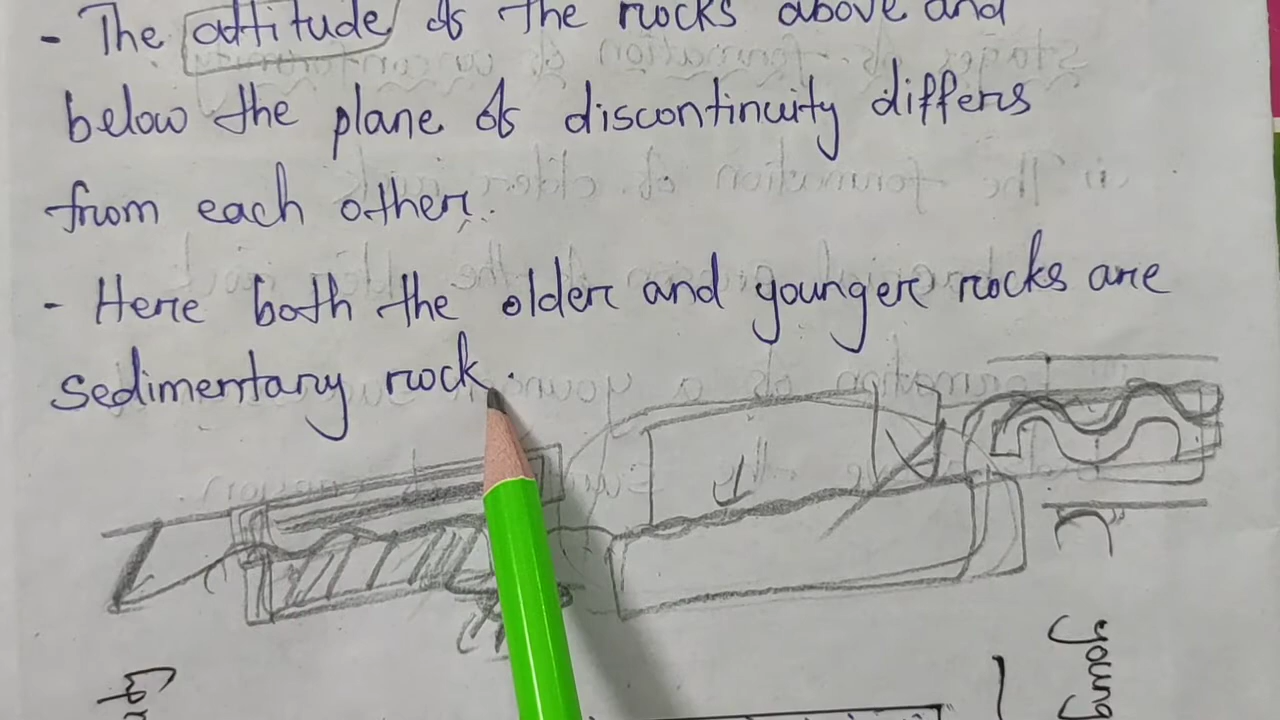 - The attitude of the rocks above and
below the plane of discontinuity differs
from each other.
- Here both the older and younger rocks are
sedimentary rock.
young